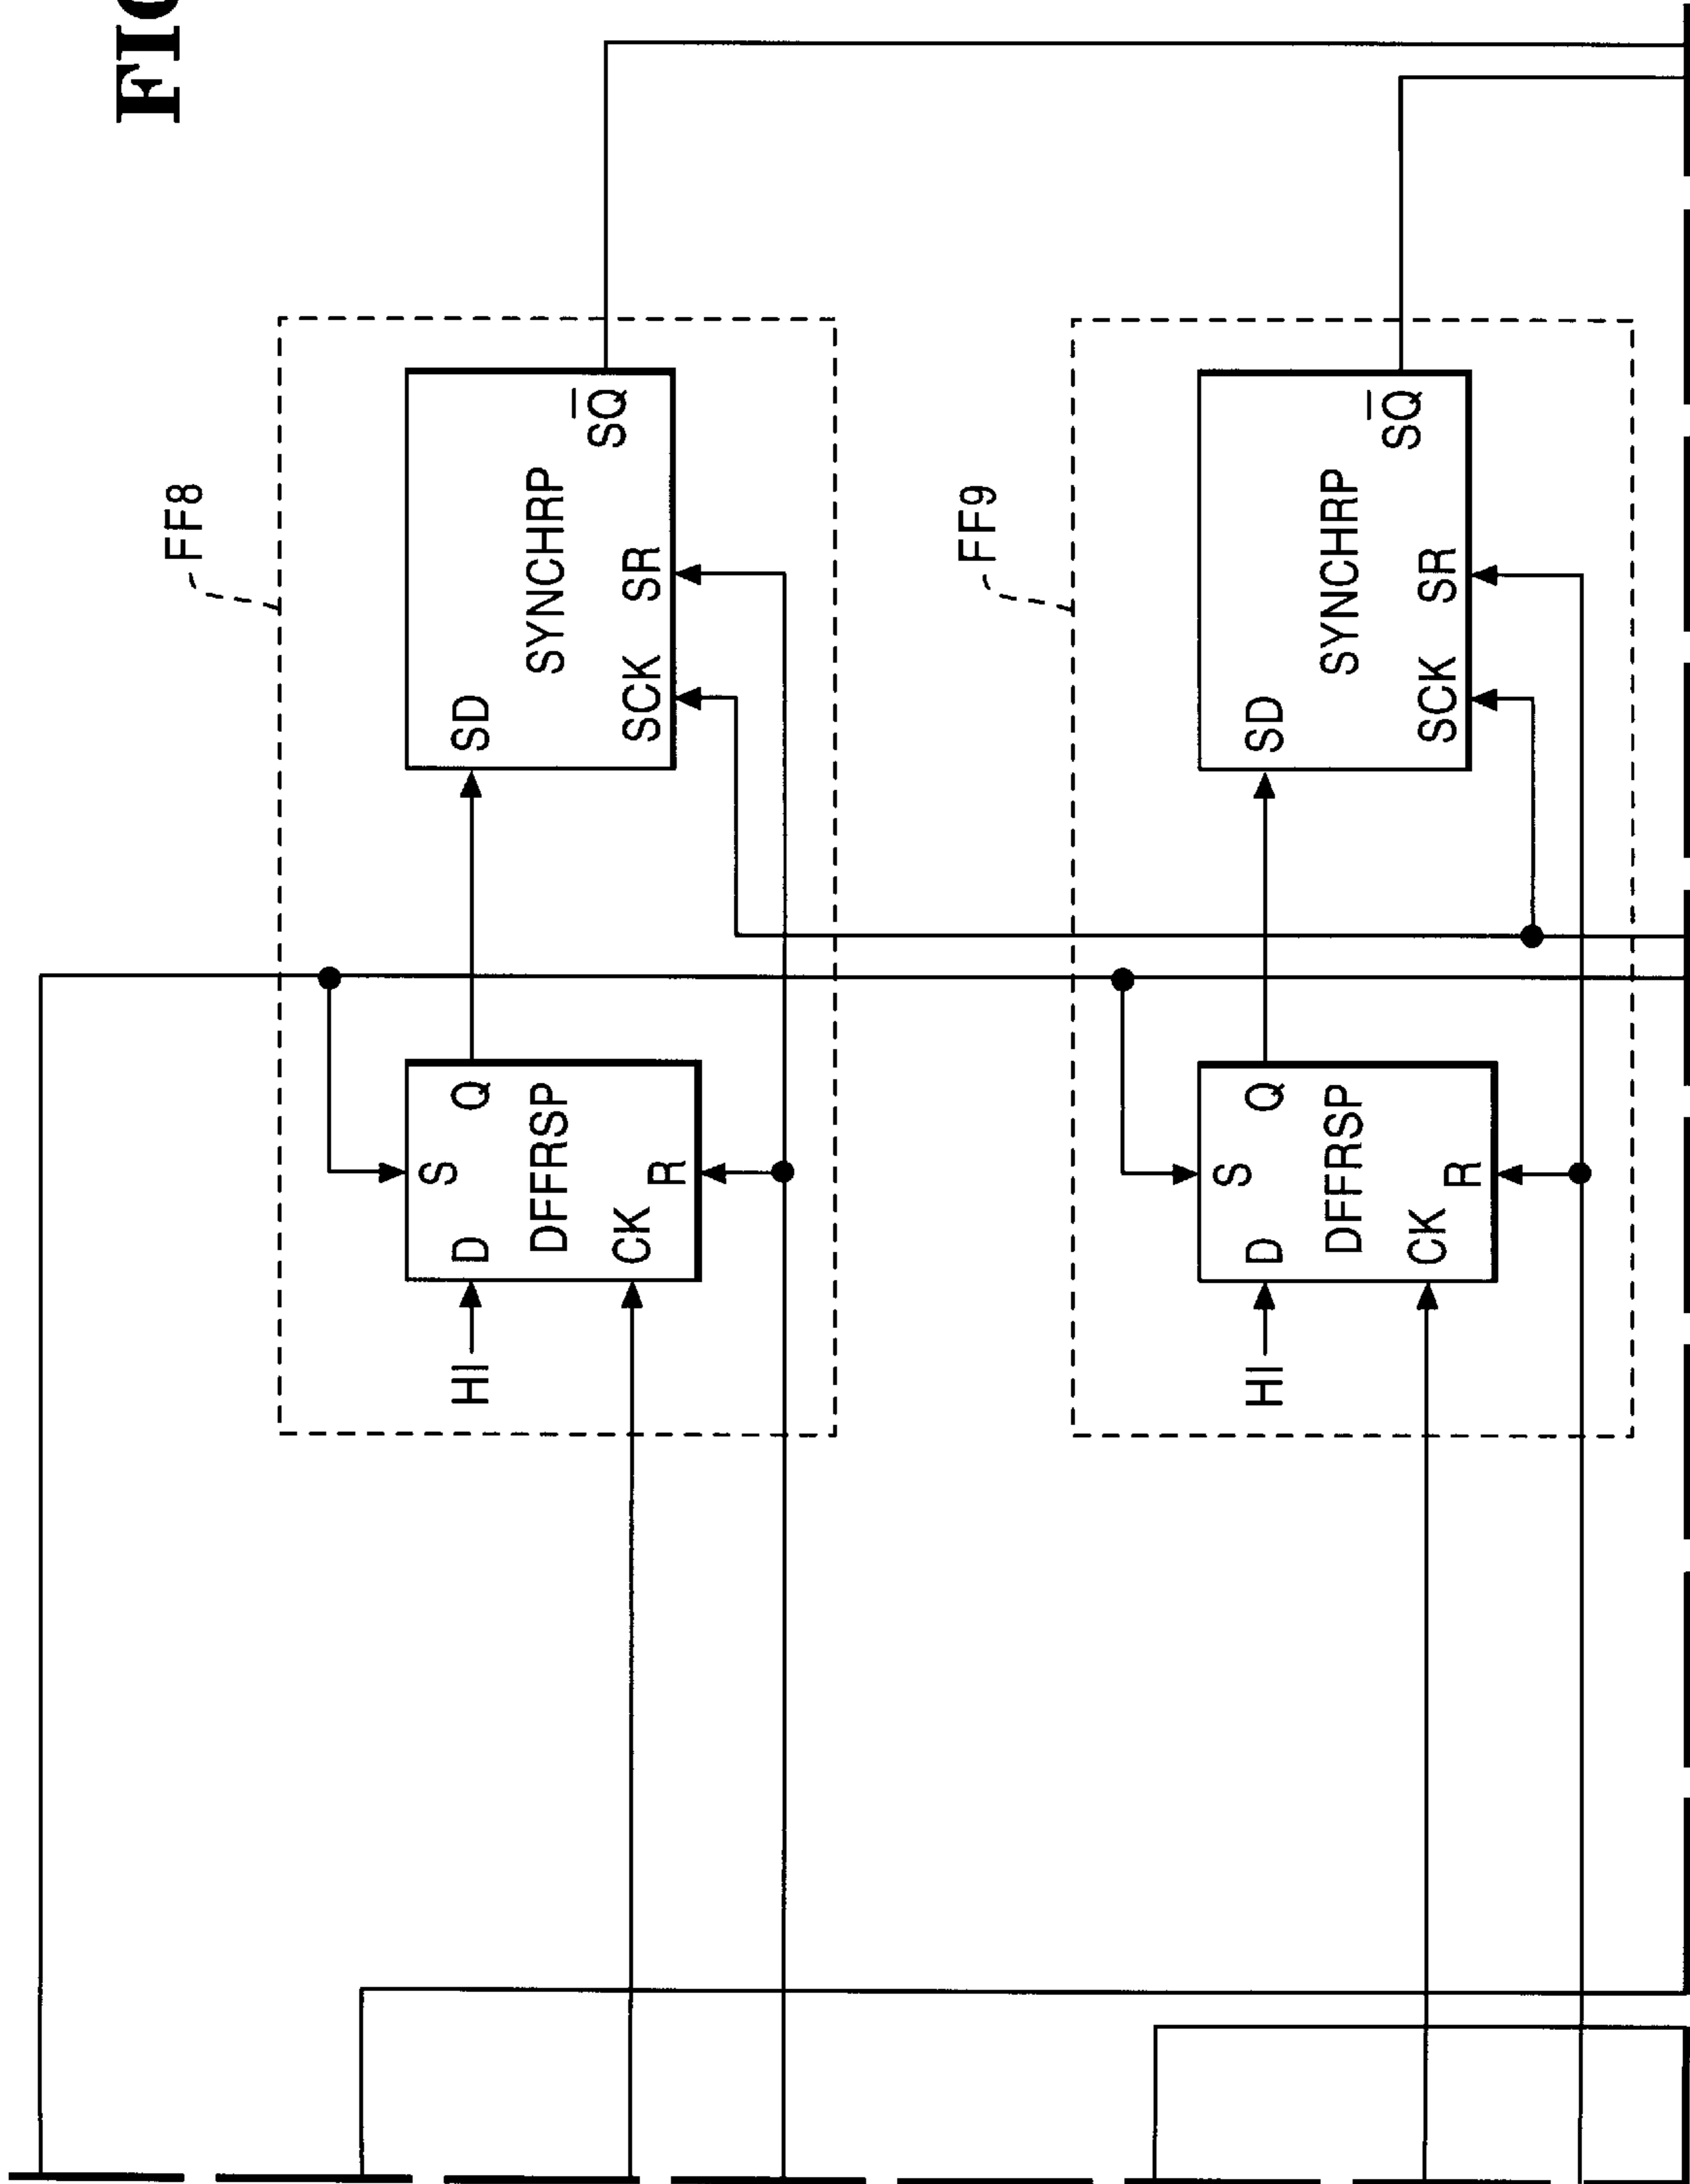 FIG
FF8
S
HI D Q SD
DFFRSP SYNCHRP
SQ̅
CK SCK SR
R
FF9
S
HI D Q SD
DFFRSP SYNCHRP
SQ̅
CK SCK SR
R